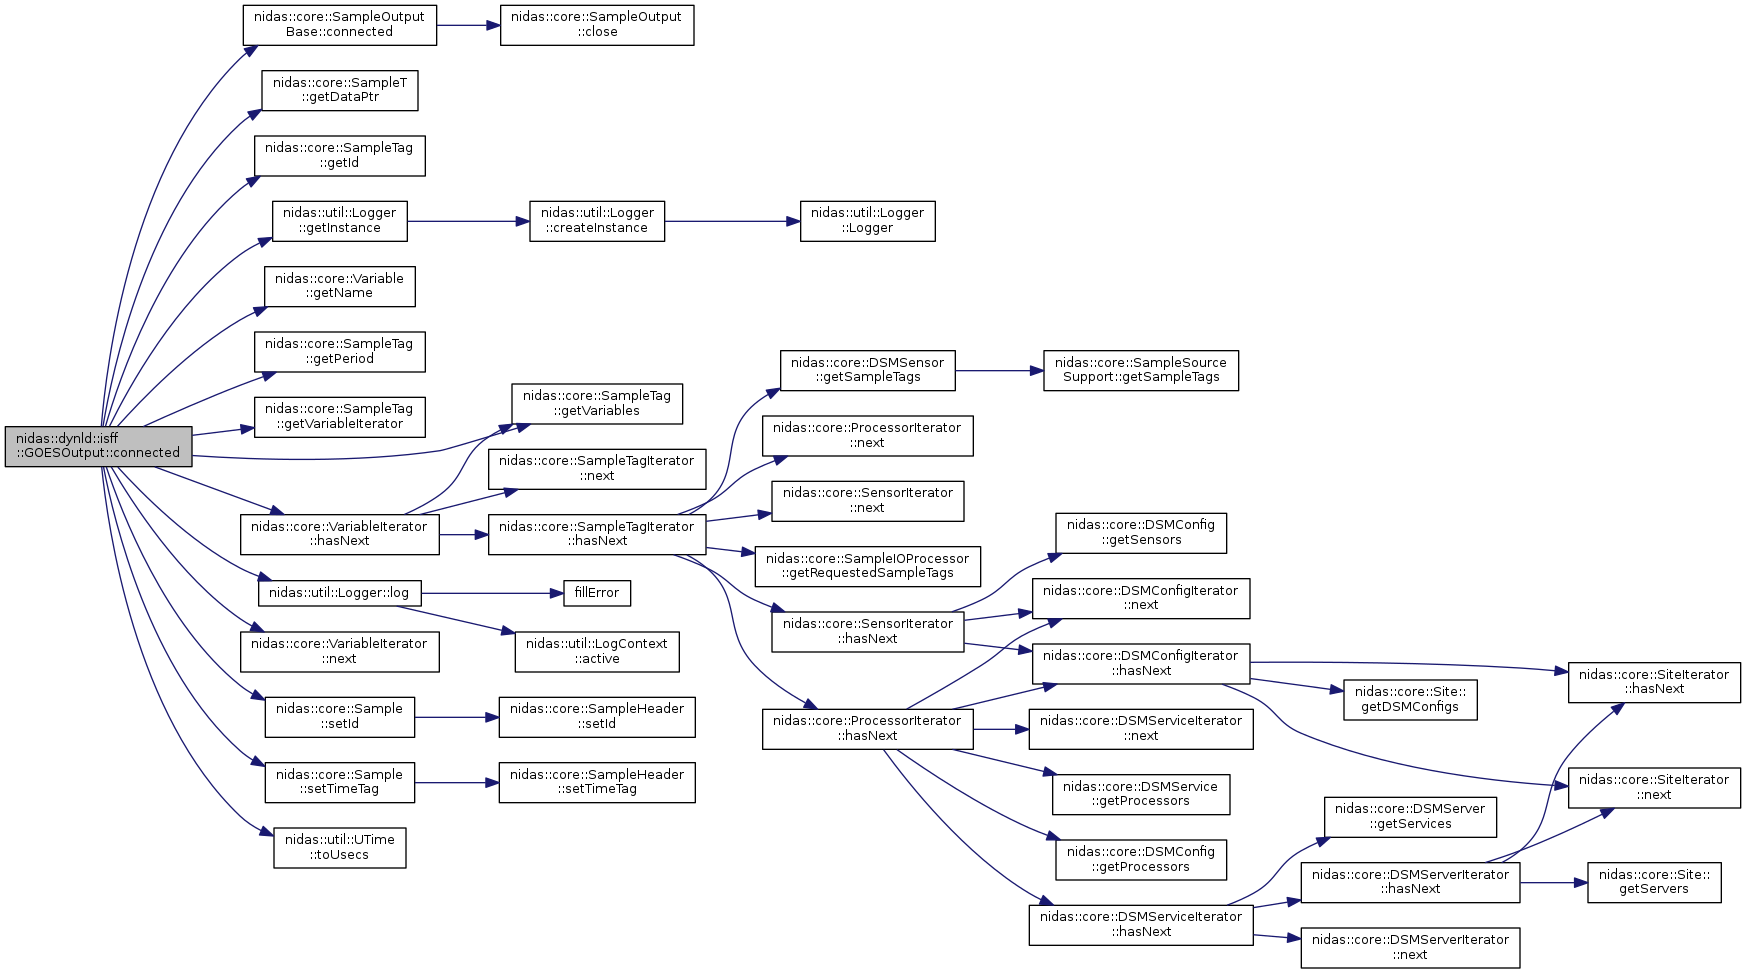 nidas::dynld::isff
::GOESOutput::connected
nidas::core::SampleOutput
Base::connected
nidas::core::SampleOutput
::close
nidas::core::SampleT
::getDataPtr
nidas::core::SampleTag
::getId
nidas::util::Logger
::getInstance
nidas::util::Logger
::createInstance
nidas::util::Logger
::Logger
nidas::core::Variable
::getName
nidas::core::SampleTag
::getPeriod
nidas::core::SampleTag
::getVariableIterator
nidas::core::SampleTag
::getVariables
nidas::core::VariableIterator
::hasNext
nidas::core::SampleTagIterator
::next
nidas::core::SampleTagIterator
::hasNext
nidas::core::DSMSensor
::getSampleTags
nidas::core::SampleSource
Support::getSampleTags
nidas::core::ProcessorIterator
::next
nidas::core::SensorIterator
::next
nidas::core::SampleIOProcessor
::getRequestedSampleTags
nidas::core::SensorIterator
::hasNext
nidas::core::DSMConfig
::getSensors
nidas::core::DSMConfigIterator
::next
nidas::core::DSMConfigIterator
::hasNext
nidas::core::SiteIterator
::hasNext
nidas::core::Site::
getDSMConfigs
nidas::core::SiteIterator
::next
nidas::core::ProcessorIterator
::hasNext
nidas::core::DSMServiceIterator
::next
nidas::core::DSMService
::getProcessors
nidas::core::DSMConfig
::getProcessors
nidas::core::DSMServiceIterator
::hasNext
nidas::core::DSMServer
::getServices
nidas::core::DSMServerIterator
::hasNext
nidas::core::Site::
getServers
nidas::core::DSMServerIterator
::next
nidas::util::Logger::log
fillError
nidas::util::LogContext
::active
nidas::core::VariableIterator
::next
nidas::core::Sample
::setId
nidas::core::SampleHeader
::setId
nidas::core::Sample
::setTimeTag
nidas::core::SampleHeader
::setTimeTag
nidas::util::UTime
::toUsecs